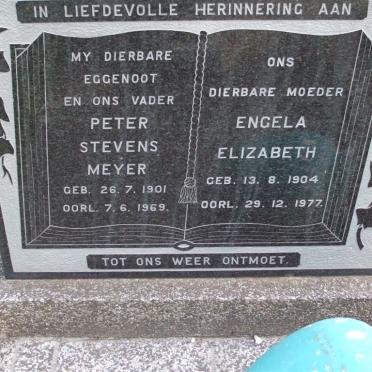 IN LIEFDEVOLLE HERINNERING AAN
MY DIERBARE
EGGENOOT
EN ONS VADER
PETER
STEVENS
MEYER
GEB. 26.7.1901
OORL. 7.6.1969.
ONS
DIERBARE MOEDER
ENGELA
ELIZABETH
GEB. 13.8.1904
OORL. 29.12.1977.
TOT ONS WEER ONTMOET.